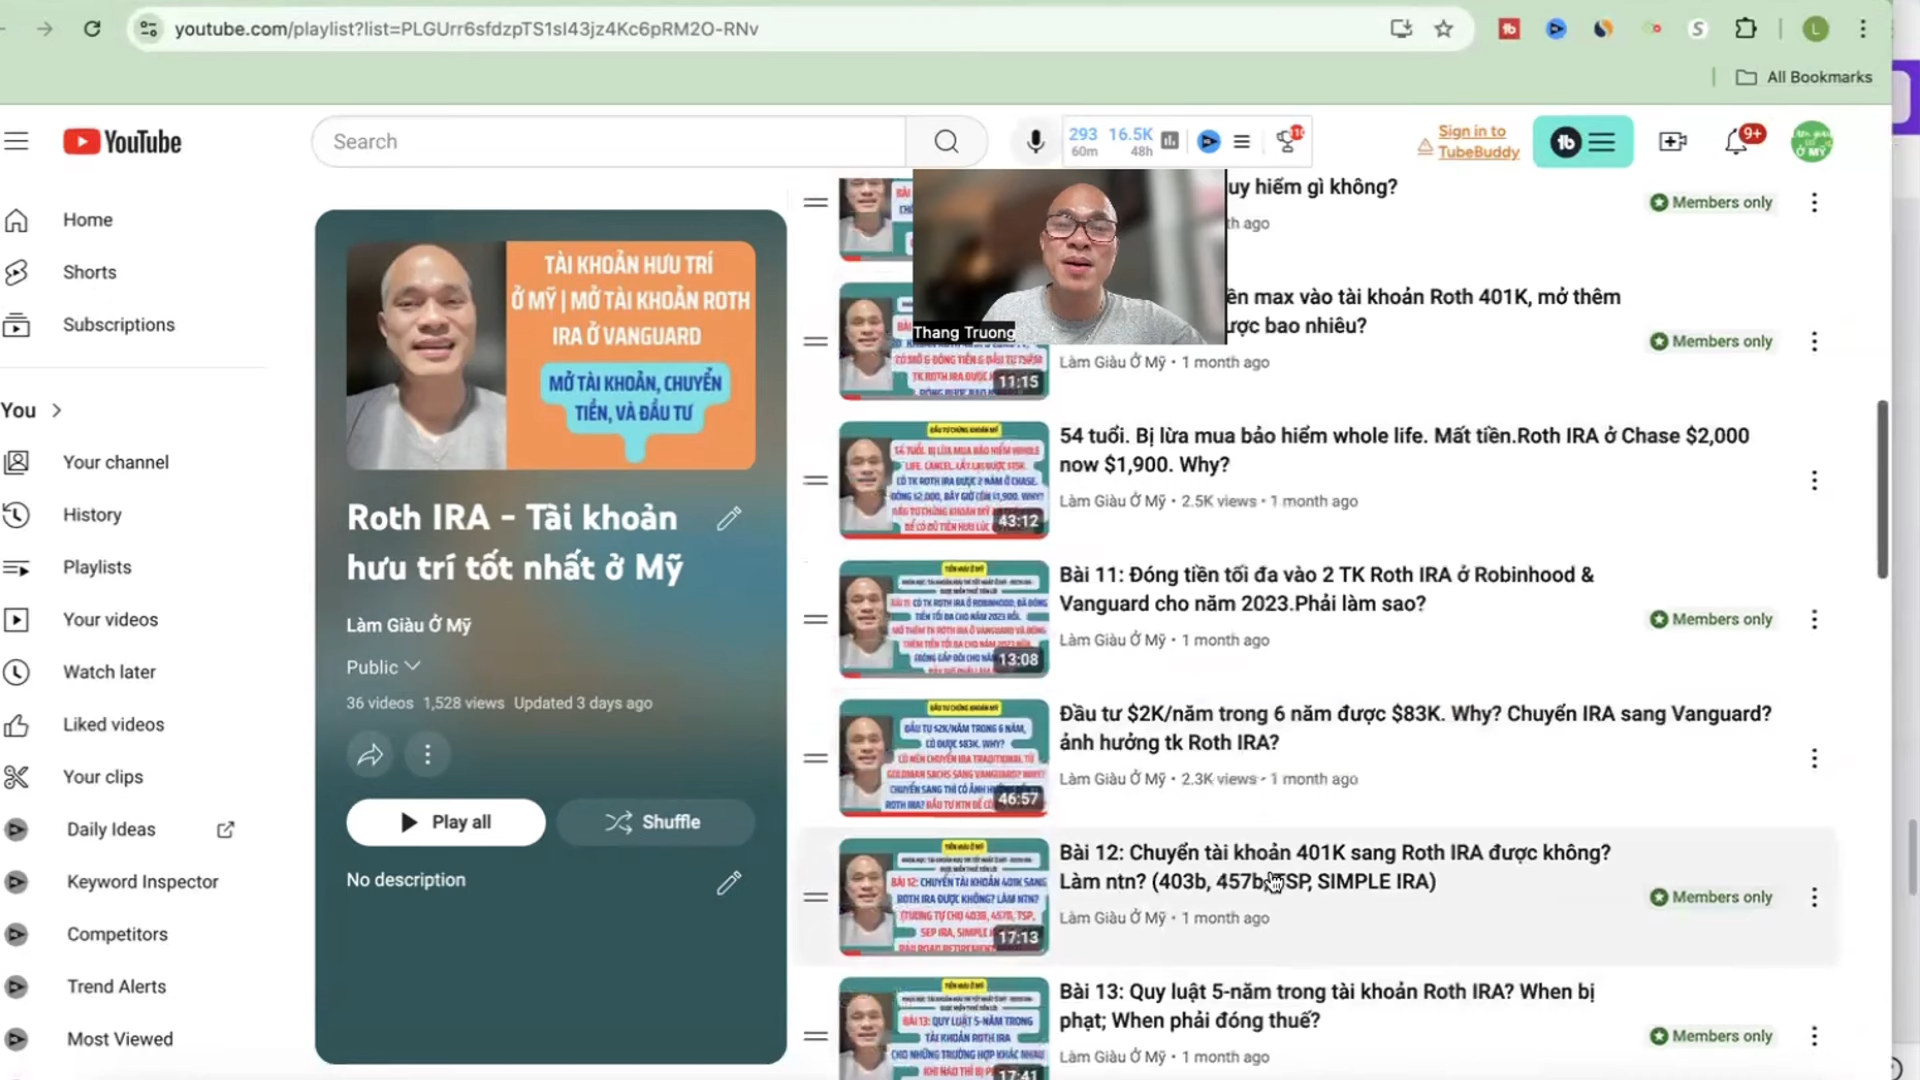 youtube.com/playlist?list=PLGUrr6sfdzpTS1sI43jz4Kc6pRM2O-RNv
All Bookmarks
YouTube
Search
293 16.5K
60m 48h
Sign in to
TubeBuddy
9+
Home
Shorts
Subscriptions
You
Your channel
History
Playlists
Your videos
Watch later
Liked videos
Your clips
Daily Ideas
Keyword Inspector
Competitors
Trend Alerts
Most Viewed
TÀI KHOẢN HƯU TRÍ
Ở MỸ | MỞ TÀI KHOẢN ROTH
IRA Ở VANGUARD
MỞ TÀI KHOẢN, CHUYỂN
TIỀN, VÀ ĐẦU TƯ
Roth IRA - Tài khoản
hưu trí tốt nhất ở Mỹ
Làm Giàu Ở Mỹ
Public
36 videos 1,528 views Updated 3 days ago
Play all
Shuffle
No description
Thang Truong
uy hiếm gì không?
th ago
Members only
ền max vào tài khoản Roth 401K, mở thêm
ược bao nhiêu?
Làm Giàu Ở Mỹ • 1 month ago
Members only
11:15
54 tuổi. Bị lừa mua bảo hiểm whole life. Mất tiền.Roth IRA ở Chase $2,000
now $1,900. Why?
Làm Giàu Ở Mỹ • 2.5K views • 1 month ago
43:12
Bài 11: Đóng tiền tối đa vào 2 TK Roth IRA ở Robinhood &
Vanguard cho năm 2023.Phải làm sao?
Làm Giàu Ở Mỹ • 1 month ago
Members only
13:08
Đầu tư $2K/năm trong 6 năm được $83K. Why? Chuyển IRA sang Vanguard?
ảnh hưởng tk Roth IRA?
Làm Giàu Ở Mỹ • 2.3K views • 1 month ago
46:57
Bài 12: Chuyển tài khoản 401K sang Roth IRA được không?
Làm ntn? (403b, 457b, TSP, SIMPLE IRA)
Làm Giàu Ở Mỹ • 1 month ago
Members only
17:13
Bài 13: Quy luật 5-năm trong tài khoản Roth IRA? When bị
phạt; When phải đóng thuế?
Làm Giàu Ở Mỹ • 1 month ago
Members only
17:41